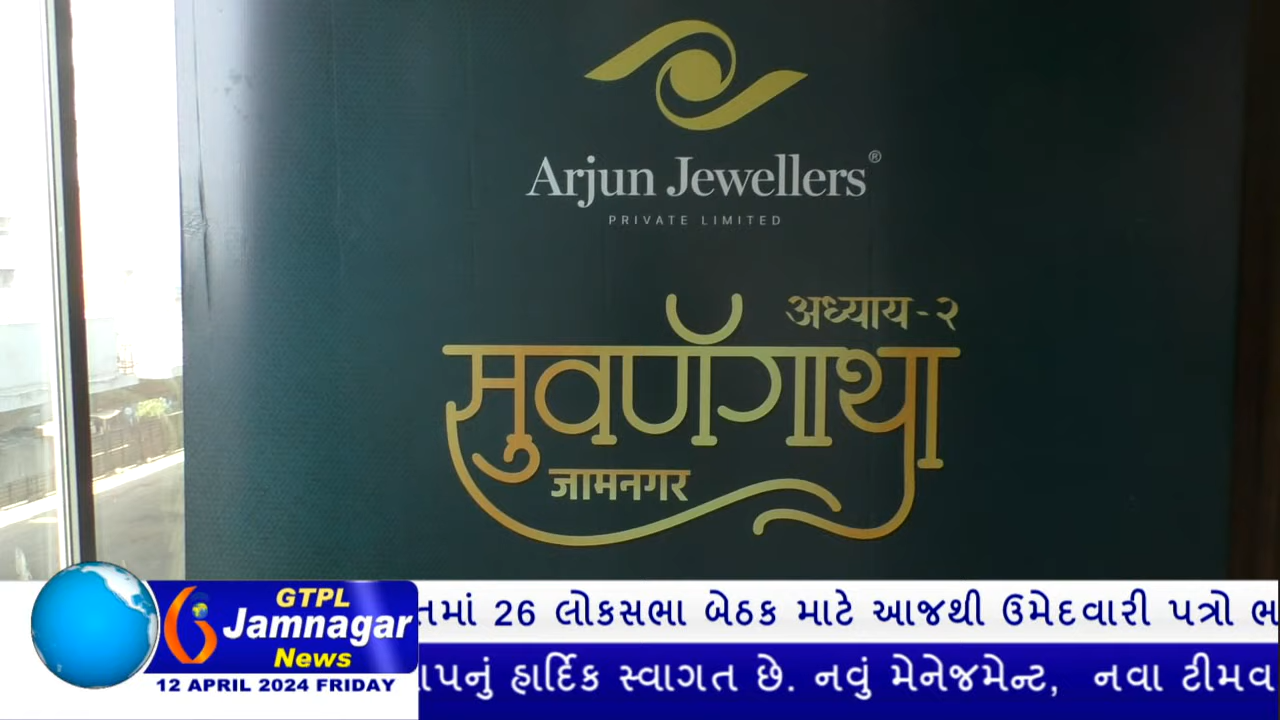 Arjun Jewellers®
PRIVATE LIMITED
अध्याय-२
सुवर्णगाथा
जामनगर
GTPL
Jamnagar
News
12 APRIL 2024 FRIDAY
26 લોકસભા બેઠક માટે આજથી ઉમેદવારી પત્રો
હાર્દિક સ્વાગત છે. નવું મેનેજમેન્ટ, નવા